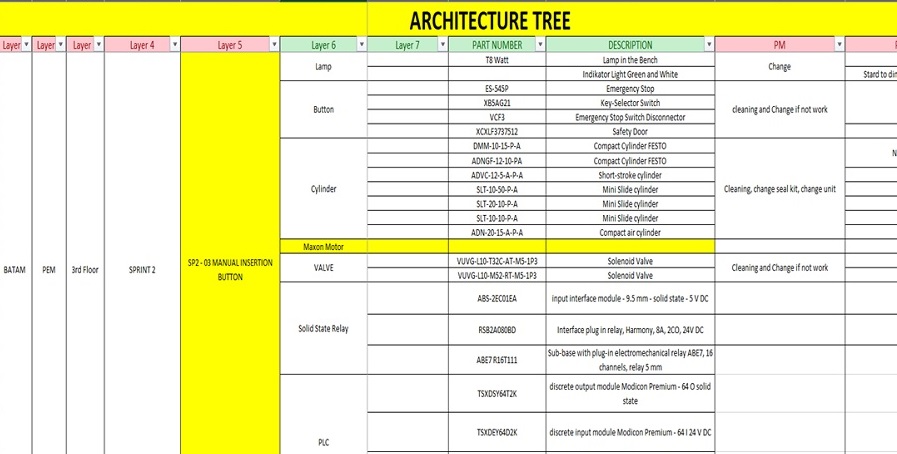 ARCHITECTURE TREE
Layer Layer Layer Layer 4 Layer 5 Layer 6 Layer 7 PART NUMBER DESCRIPTION PM
BATAM
PEM
3rd Floor
SPRINT 2
SP2 - 03 MANUAL INSERTION
BUTTON
Lamp
T8 Watt Lamp in the Bench
Indikator Light Green and White
Change
Stard to dim
Button
ES-545P Emergency Stop
XB5AG21 Key-Selector Switch
VCF3 Emergency Stop Switch Disconnector
XCXLF3737512 Safety Door
cleaning and Change if not work
Cylinder
DMM-10-15-P-A Compact Cylinder FESTO
ADNGF-12-10-PA Compact Cylinder FESTO
ADVC-12-5-A-P-A Short-stroke cylinder
SLT-10-50-P-A Mini Slide cylinder
SLT-20-10-P-A Mini Slide cylinder
SLT-10-10-P-A Mini Slide cylinder
ADN-20-15-A-P-A Compact air cylinder
Cleaning, change seal kit, change unit
Maxon Motor
VALVE
VUVG-L10-T32C-AT-M5-1P3 Solenoid Valve
VUVG-L10-M52-RT-M5-1P3 Solenoid Valve
Cleaning and Change if not work
Solid State Relay
ABS-2EC01EA input interface module - 9.5 mm - solid state - 5 V DC
RSB2A080BD Interface plug in relay, Harmony, 8A, 2CO, 24V DC
ABE7 R16T111 Sub-base with plug-in electromechanical relay ABE7, 16
channels, relay 5 mm
PLC
TSXDSY64T2K discrete output module Modicon Premium - 64 O solid
state
TSXDEY64D2K discrete input module Modicon Premium - 64 I 24 V DC